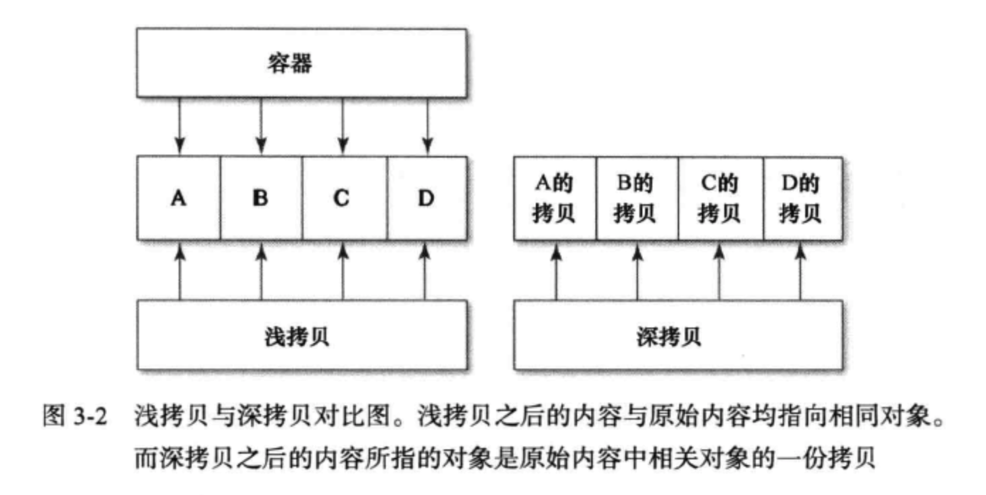 容器
A B C D
A的 B的 C的 D的
拷贝 拷贝 拷贝 拷贝
浅拷贝 深拷贝
图 3-2 浅拷贝与深拷贝对比图。浅拷贝之后的内容与原始内容均指向相同对象。
而深拷贝之后的内容所指的对象是原始内容中相关对象的一份拷贝